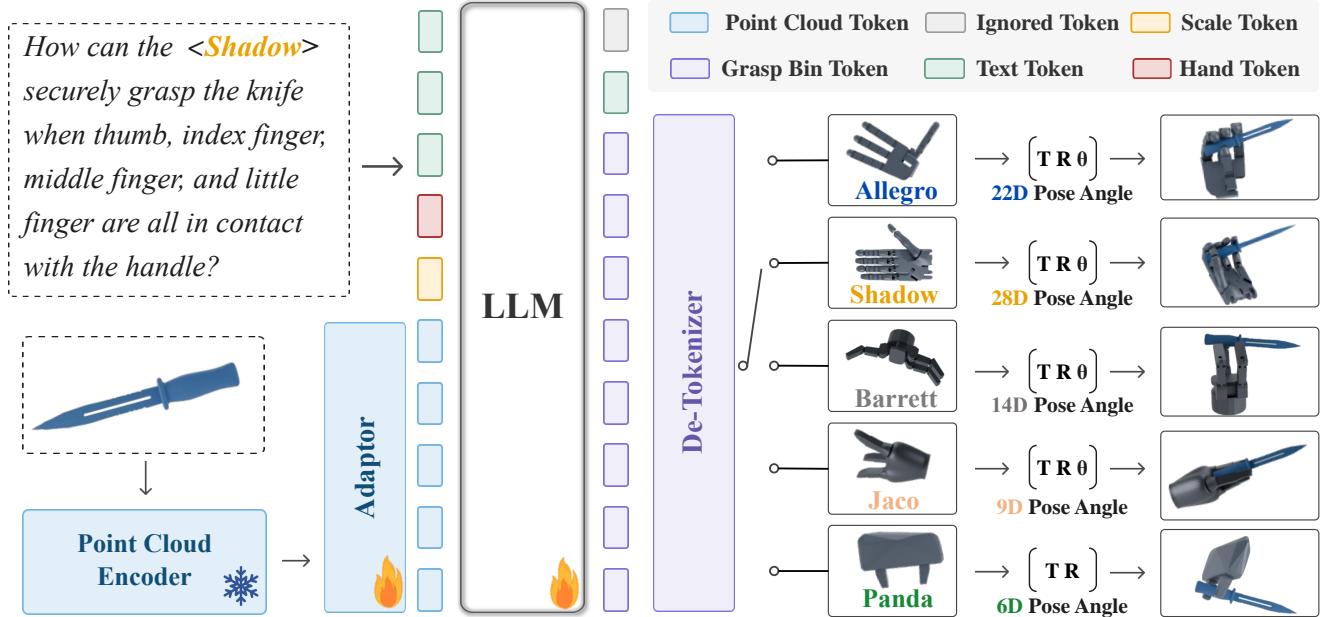 How can the <Shadow>
securely grasp the knife
when thumb, index finger,
middle finger, and little
finger are all in contact
with the handle?
Point Cloud
Encoder
Adaptor
LLM
Point Cloud Token
Ignored Token
Scale Token
Grasp Bin Token
Text Token
Hand Token
De-Tokenizer
Allegro
T R θ
22D Pose Angle
Shadow
T R θ
28D Pose Angle
Barrett
T R θ
14D Pose Angle
Jaco
T R θ
9D Pose Angle
Panda
T R
6D Pose Angle